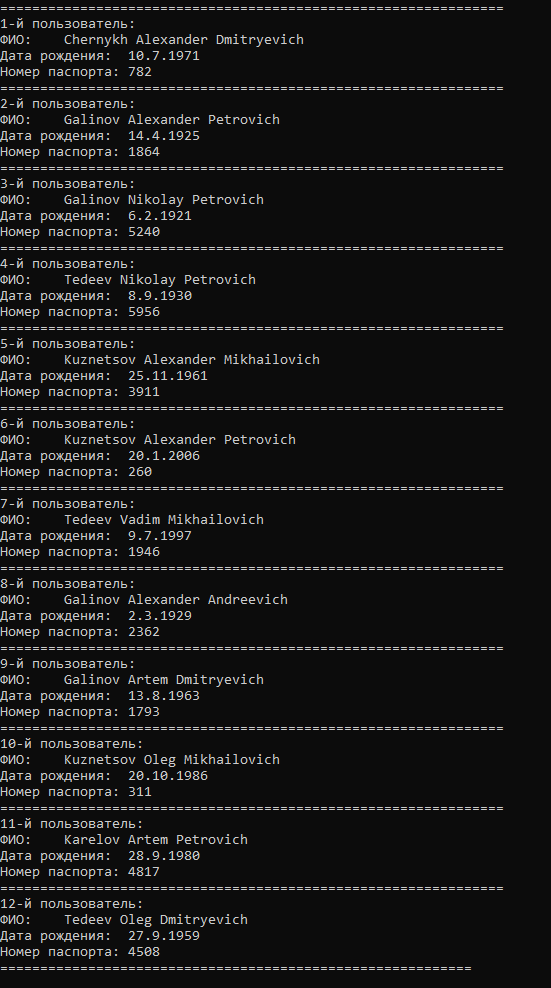 ===============================================================
1-й пользователь:
ФИО:    Chernykh Alexander Dmitryevich
Дата рождения:  10.7.1971
Номер паспорта: 782
===============================================================
2-й пользователь:
ФИО:    Galinov Alexander Petrovich
Дата рождения:  14.4.1925
Номер паспорта: 1864
===============================================================
3-й пользователь:
ФИО:    Galinov Nikolay Petrovich
Дата рождения:  6.2.1921
Номер паспорта: 5240
===============================================================
4-й пользователь:
ФИО:    Tedeev Nikolay Petrovich
Дата рождения:  8.9.1930
Номер паспорта: 5956
===============================================================
5-й пользователь:
ФИО:    Kuznetsov Alexander Mikhailovich
Дата рождения:  25.11.1961
Номер паспорта: 3911
===============================================================
6-й пользователь:
ФИО:    Kuznetsov Alexander Petrovich
Дата рождения:  20.1.2006
Номер паспорта: 260
===============================================================
7-й пользователь:
ФИО:    Tedeev Vadim Mikhailovich
Дата рождения:  9.7.1997
Номер паспорта: 1946
===============================================================
8-й пользователь:
ФИО:    Galinov Alexander Andreevich
Дата рождения:  2.3.1929
Номер паспорта: 2362
===============================================================
9-й пользователь:
ФИО:    Galinov Artem Dmitryevich
Дата рождения:  13.8.1963
Номер паспорта: 1793
===============================================================
10-й пользователь:
ФИО:    Kuznetsov Oleg Mikhailovich
Дата рождения:  20.10.1986
Номер паспорта: 311
===============================================================
11-й пользователь:
ФИО:    Karelov Artem Petrovich
Дата рождения:  28.9.1980
Номер паспорта: 4817
===============================================================
12-й пользователь:
ФИО:    Tedeev Oleg Dmitryevich
Дата рождения:  27.9.1959
Номер паспорта: 4508
===========================================================